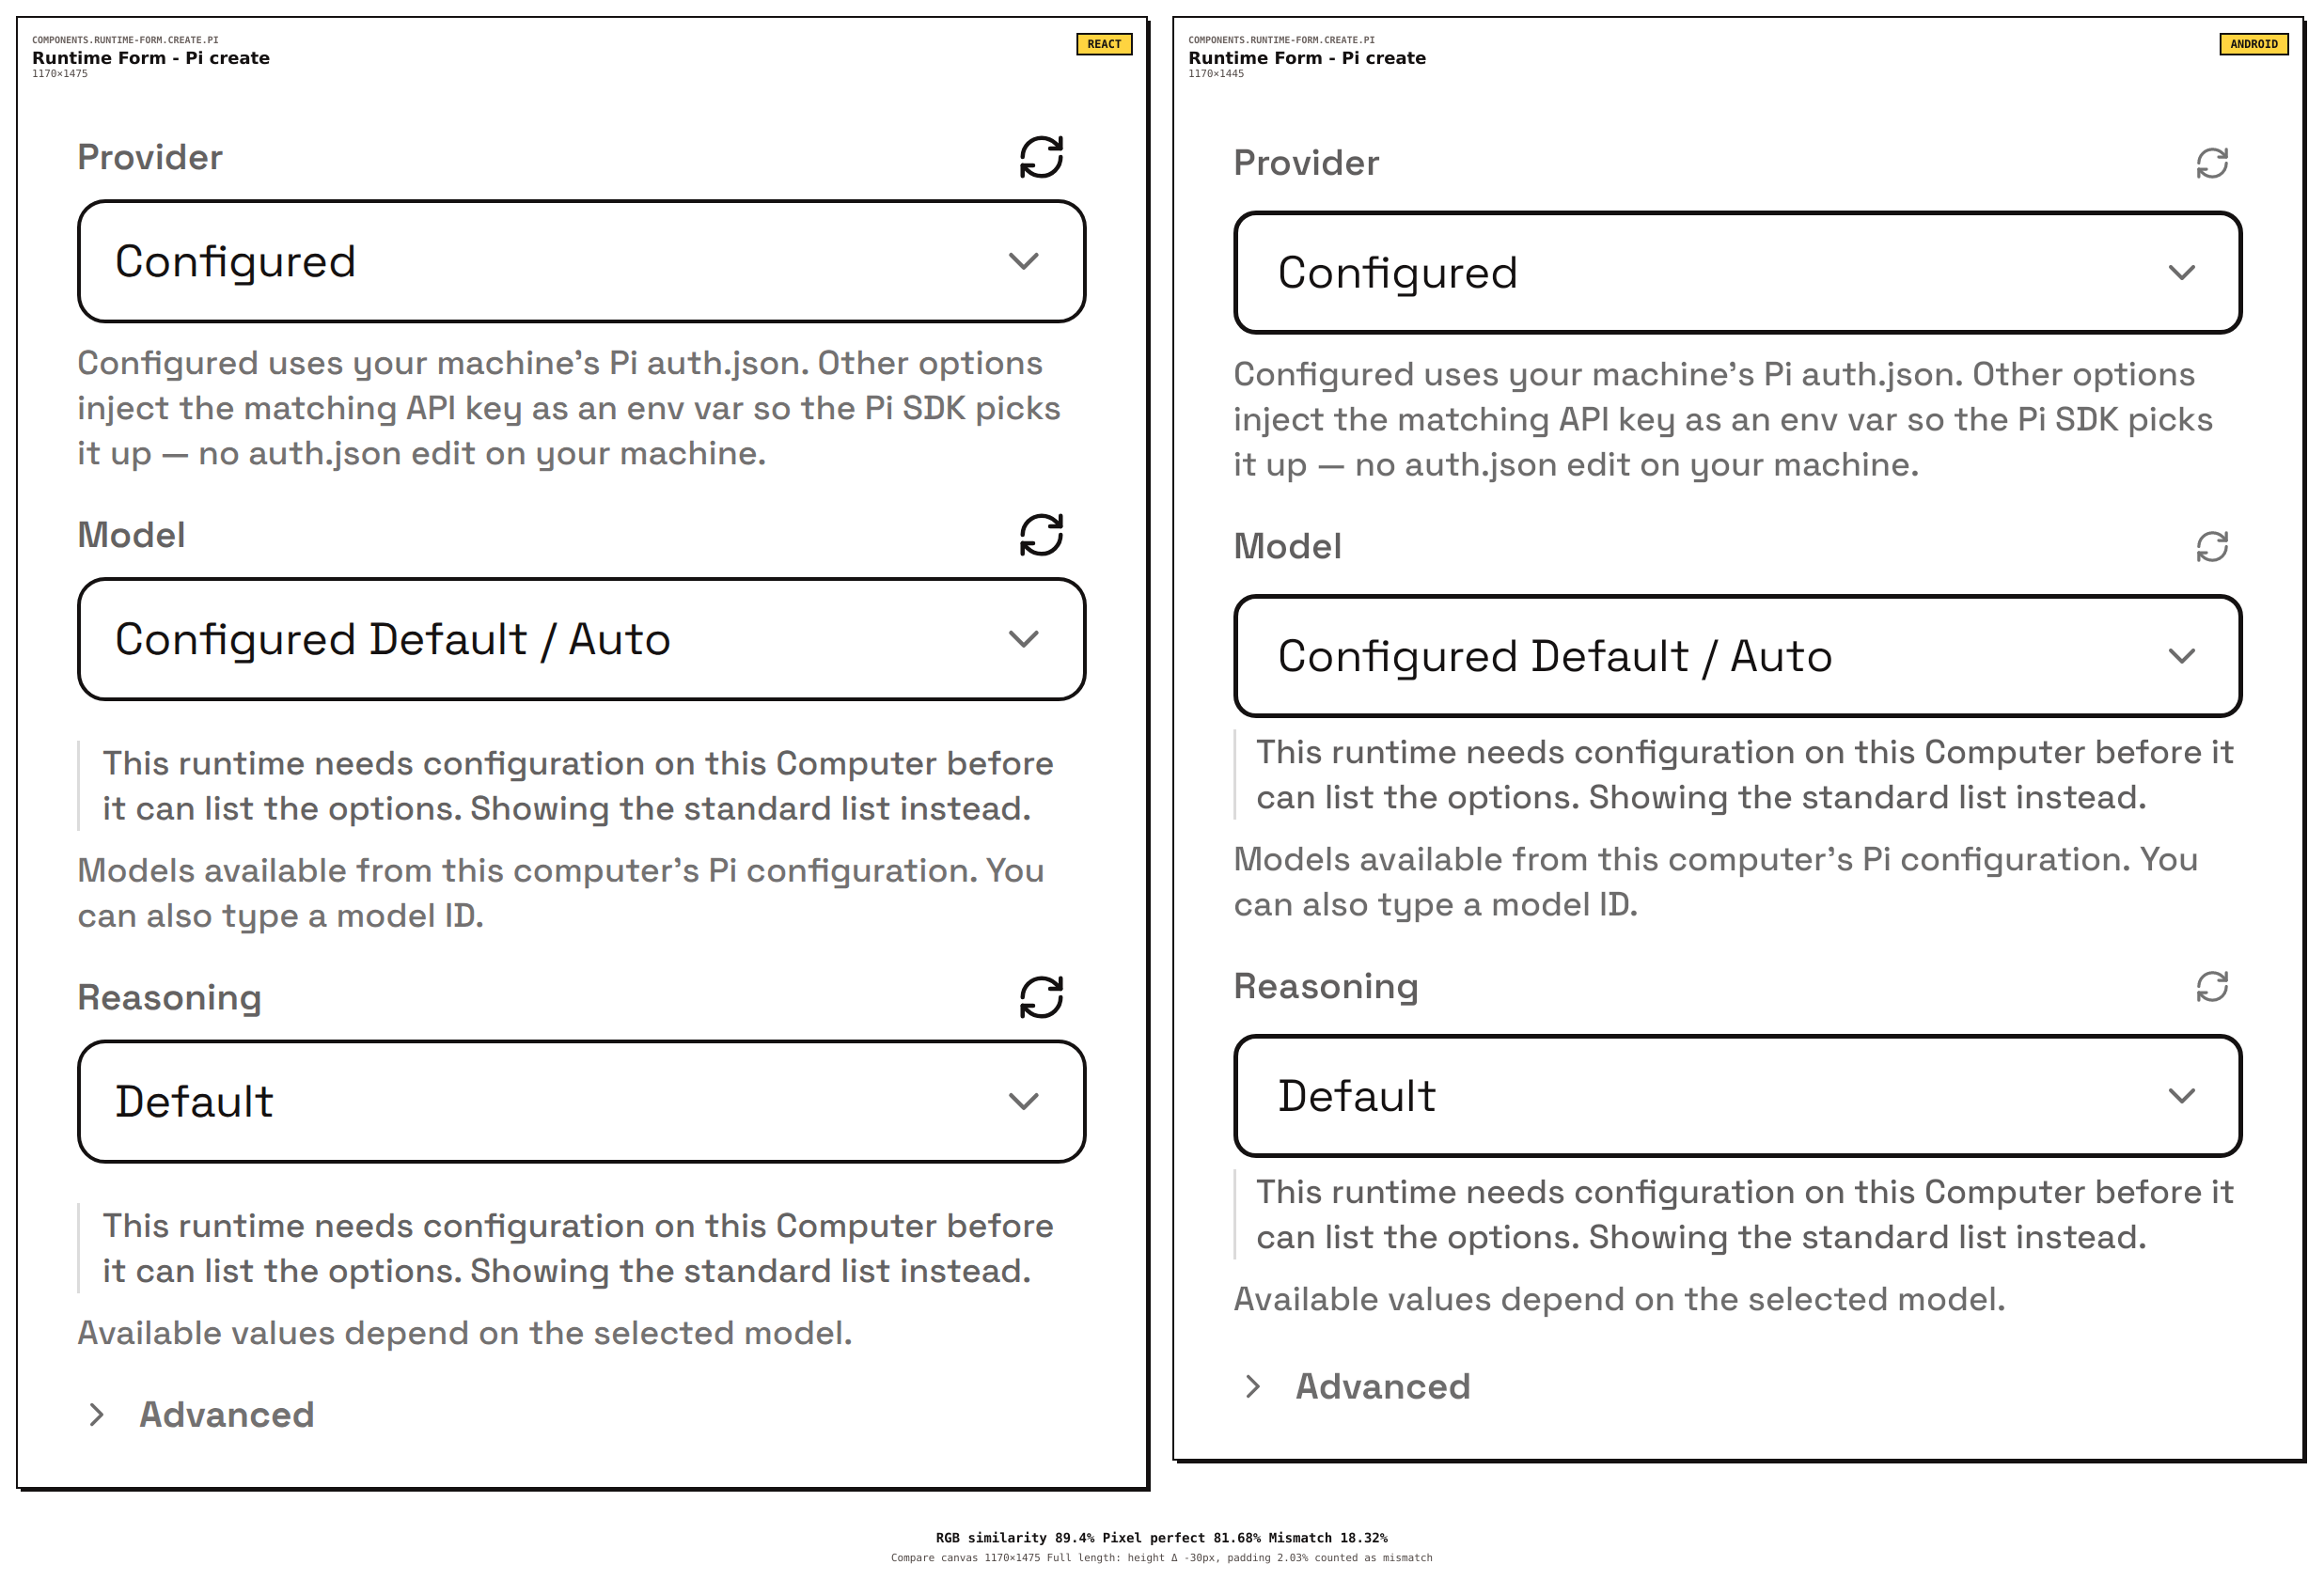 COMPONENTS.RUNTIME-FORM.CREATE.PI
Runtime Form - Pi create
1170×1475
REACT
Provider
Configured
Configured uses your machine’s Pi auth.json. Other options
inject the matching API key as an env var so the Pi SDK picks
it up — no auth.json edit on your machine.
Model
Configured Default / Auto
This runtime needs configuration on this Computer before
it can list the options. Showing the standard list instead.
Models available from this computer’s Pi configuration. You
can also type a model ID.
Reasoning
Default
This runtime needs configuration on this Computer before
it can list the options. Showing the standard list instead.
Available values depend on the selected model.
Advanced
COMPONENTS.RUNTIME-FORM.CREATE.PI
Runtime Form - Pi create
1170×1445
ANDROID
Provider
Configured
Configured uses your machine’s Pi auth.json. Other options
inject the matching API key as an env var so the Pi SDK picks
it up — no auth.json edit on your machine.
Model
Configured Default / Auto
This runtime needs configuration on this Computer before it
can list the options. Showing the standard list instead.
Models available from this computer’s Pi configuration. You
can also type a model ID.
Reasoning
Default
This runtime needs configuration on this Computer before it
can list the options. Showing the standard list instead.
Available values depend on the selected model.
Advanced
RGB similarity 89.4% Pixel perfect 81.68% Mismatch 18.32%
Compare canvas 1170×1475 Full length: height Δ -30px, padding 2.03% counted as mismatch